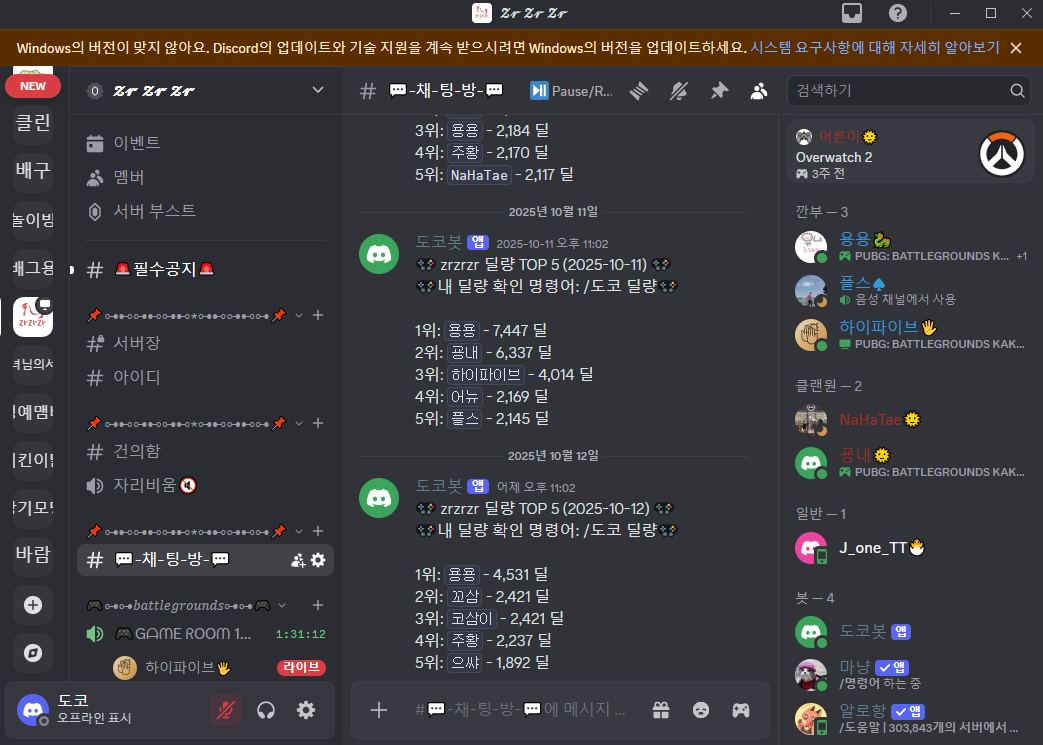 Zr Zr Zr
Windows의 버전이 맞지 않아요. Discord의 업데이트와 기술 지원을 계속 받으시려면 Windows의 버전을 업데이트하세요. 시스템 요구사항에 대해 자세히 알아보기
NEW
클린
배구
놀이방
배그용
ZrZrZr
바람
Zr Zr Zr
이벤트
멤버
서버 부스트
# 🚨필수공지🚨
서버장
# 아이디
# 건의함
자리비움🔇
# 💬-채-팅-방-💬
battlegrounds
🎮GAME ROOM 1... 1:31:12
하이파이브🖐 라이브
도코
오프라인 표시
# 💬-채-팅-방-💬
Pause/R...
검색하기
3위: 용용 - 2,184 딜
4위: 주황 - 2,170 딜
5위: NaHaTae - 2,117 딜
2025년 10월 11일
도코봇 앱 2025-10-11 오후 11:02
🎮 zrzrzr 딜량 TOP 5 (2025-10-11) 🎮
🎮내 딜량 확인 명령어: /도코 딜량🎮
1위: 용용 - 7,447 딜
2위: 굉내 - 6,337 딜
3위: 하이파이브 - 4,014 딜
4위: 어뉴 - 2,169 딜
5위: 플스 - 2,145 딜
2025년 10월 12일
도코봇 앱 어제 오후 11:02
🎮 zrzrzr 딜량 TOP 5 (2025-10-12) 🎮
🎮내 딜량 확인 명령어: /도코 딜량🎮
1위: 용용 - 4,531 딜
2위: 꼬삼 - 2,421 딜
3위: 코삼이 - 2,421 딜
4위: 주황 - 2,237 딜
5위: 으싸 - 1,892 딜
#💬-채-팅-방-💬에 메시지 ...
어른이🌞
Overwatch 2
3주 전
깐부 — 3
용용🐉
PUBG: BATTLEGROUNDS K... +1
플스♠
음성 채널에서 사용
하이파이브🖐
PUBG: BATTLEGROUNDS KAK...
클랜원 — 2
NaHaTae🌞
굉내🌞
PUBG: BATTLEGROUNDS KAK...
일반 — 1
J_one_TT🐣
봇 — 4
도코봇 앱
마냥 ✓앱
/명령어 하는 중
알로항 ✓앱
/도움말 | 303,843개의 서버에서 ...